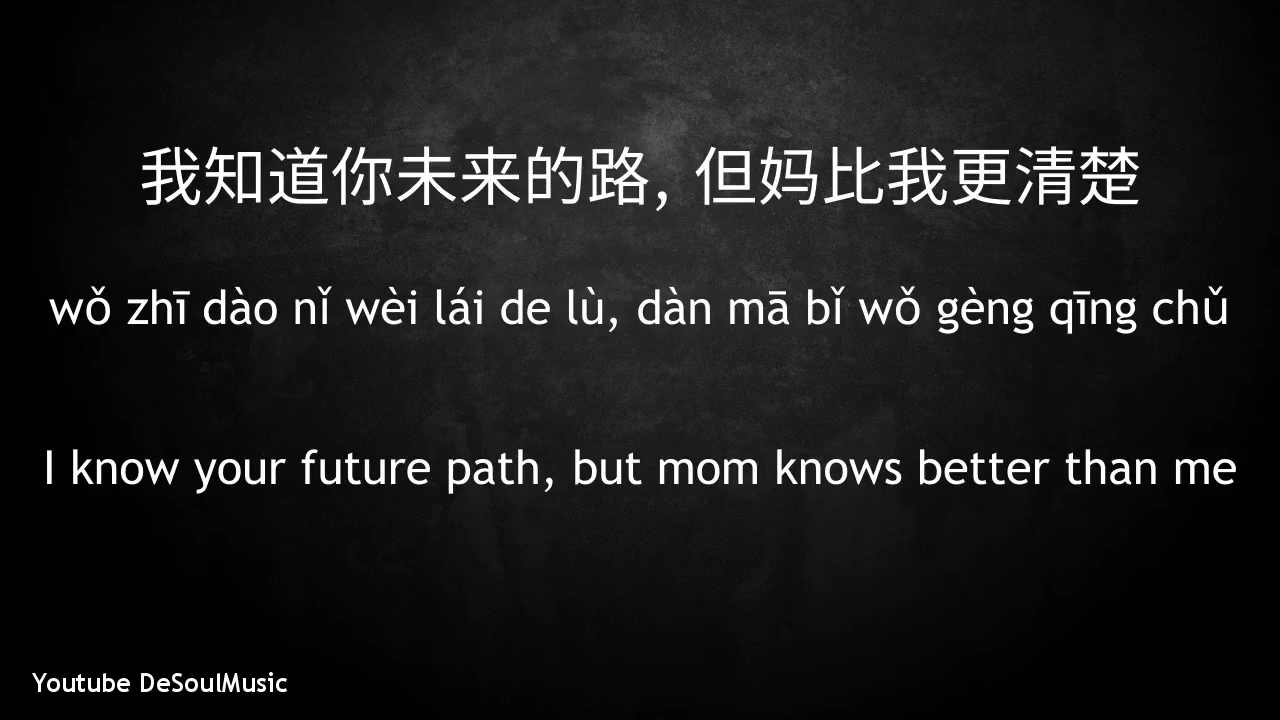 我知道你未来的路, 但妈比我更清楚
wǒ zhī dào nǐ wèi lái de lù, dàn mā bǐ wǒ gèng qīng chǔ
I know your future path, but mom knows better than me
Youtube DeSoulMusic